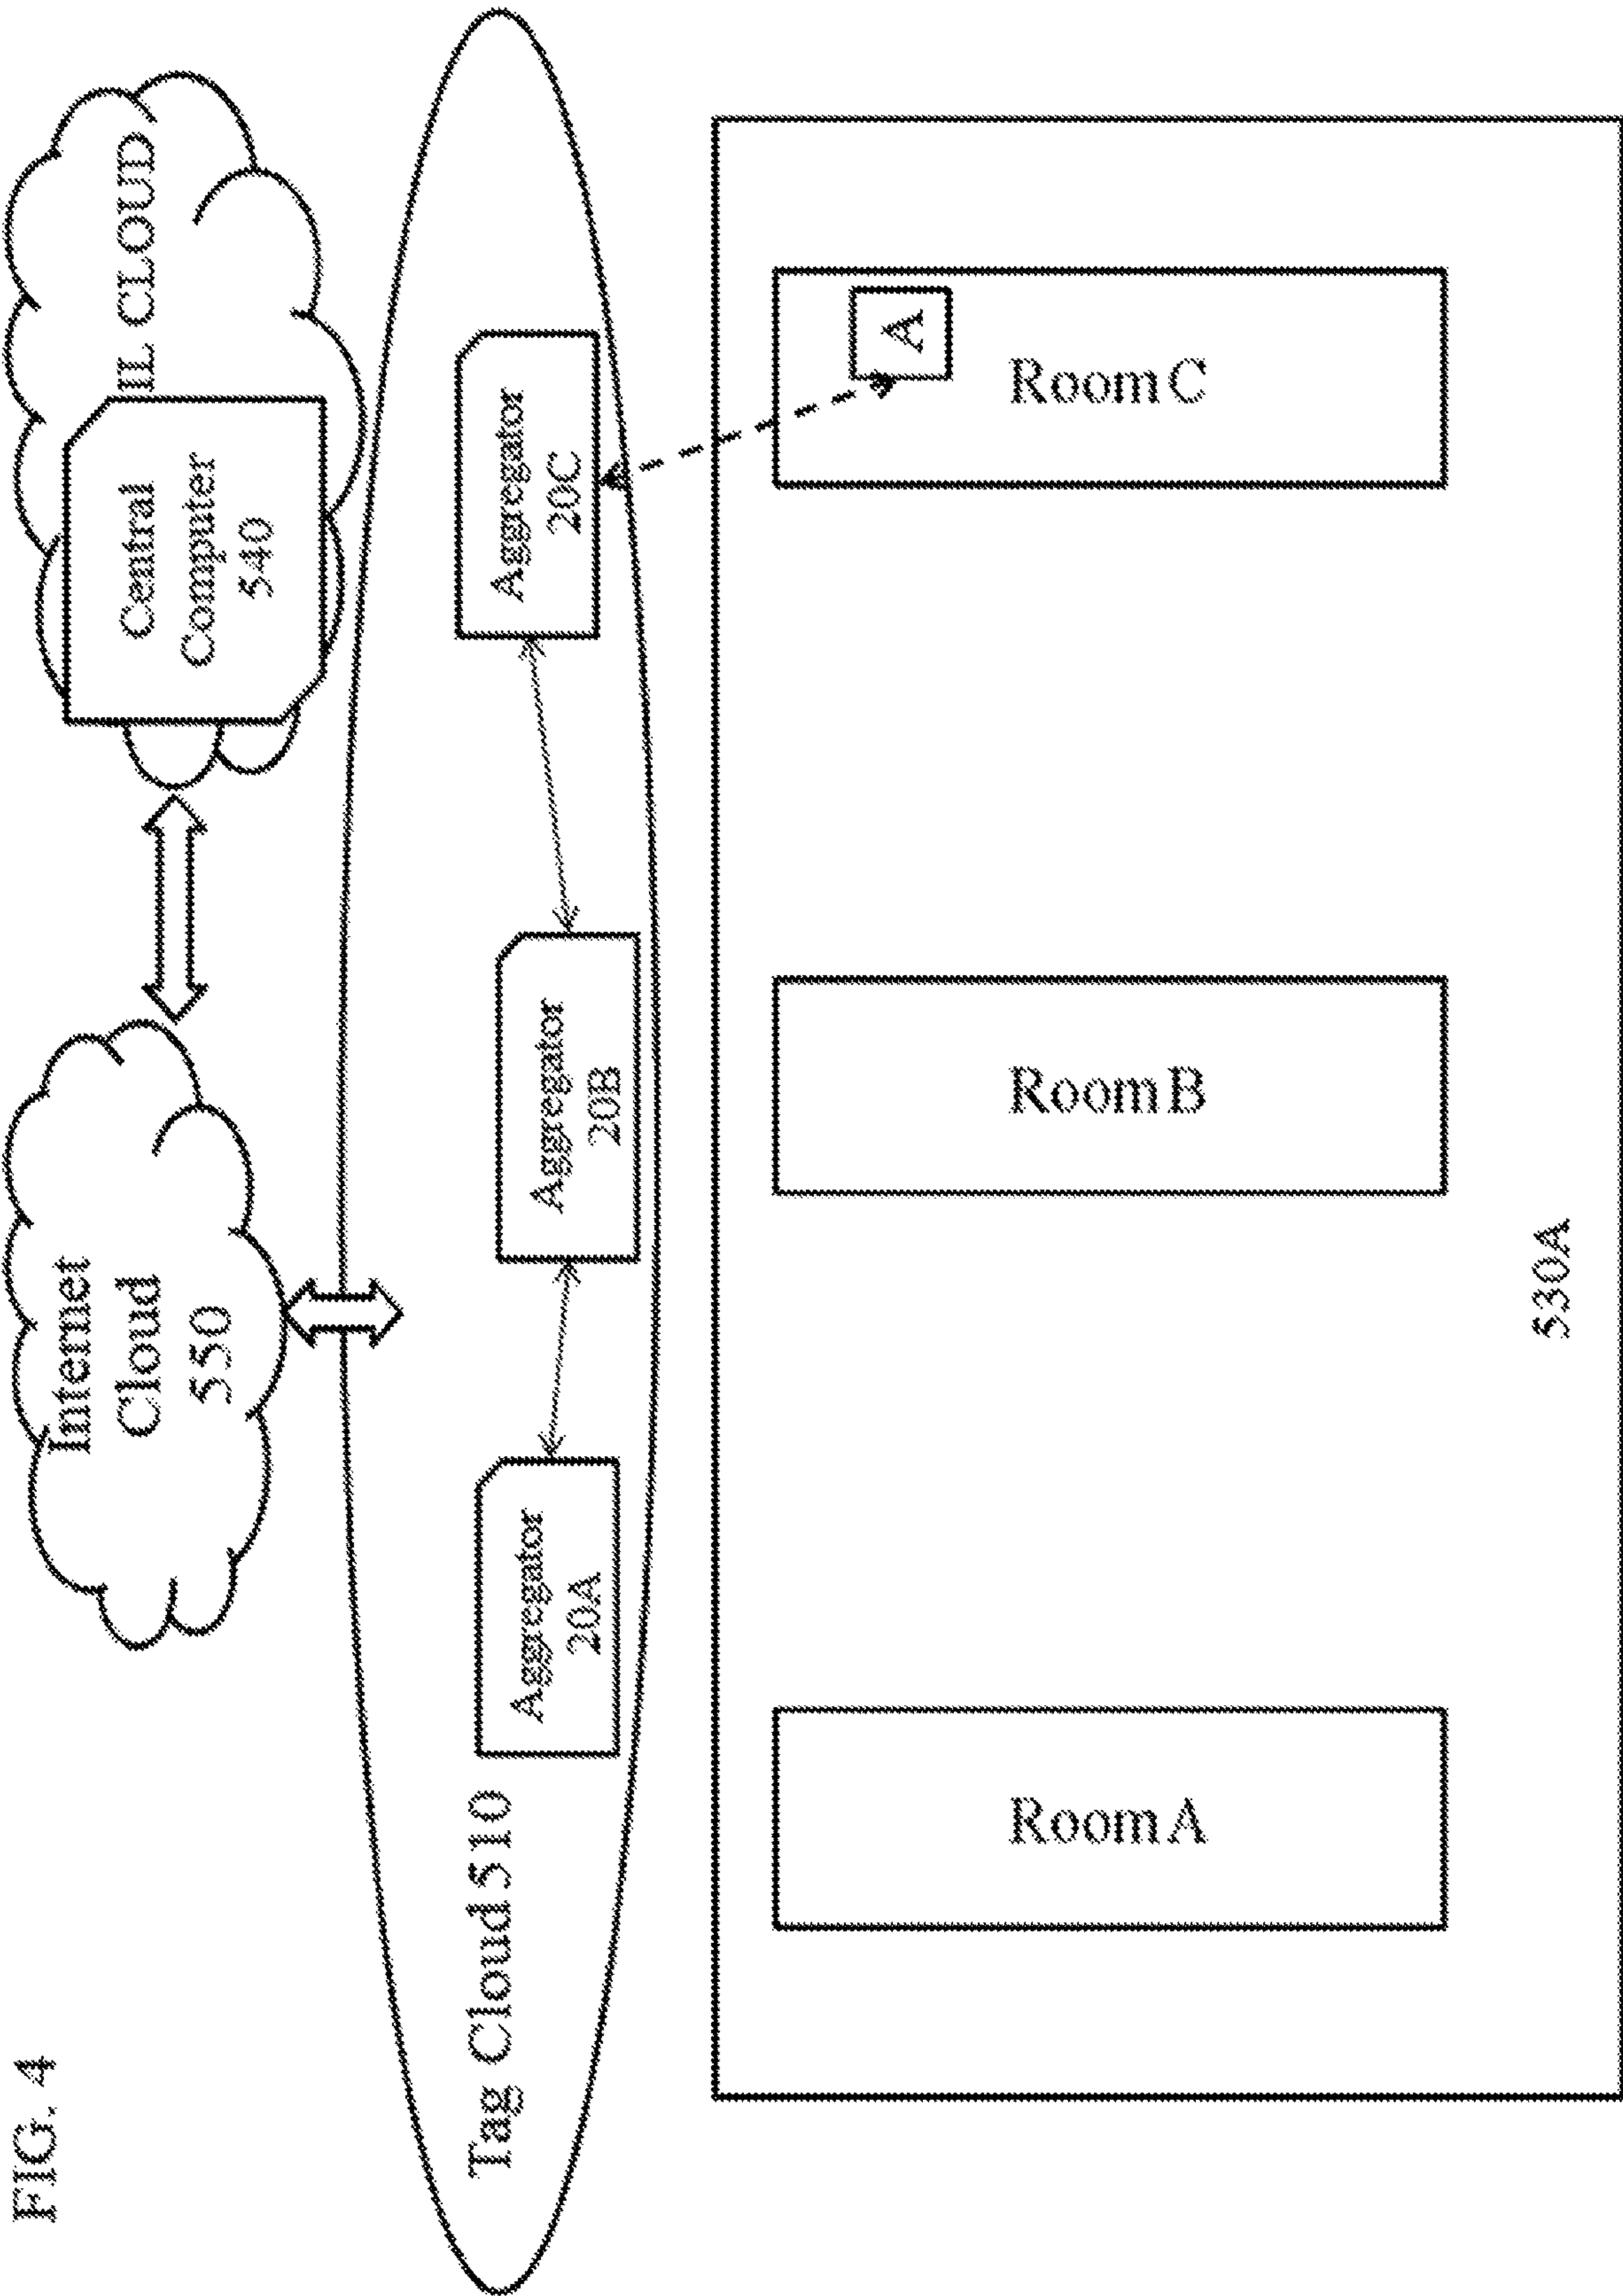 FIG. 4
Internet
Cloud
550
IL CLOUD
Central
Computer
540
Tag Cloud 510
Aggregator
20A
Aggregator
20B
Aggregator
20C
A
Room A
Room B
Room C
530A